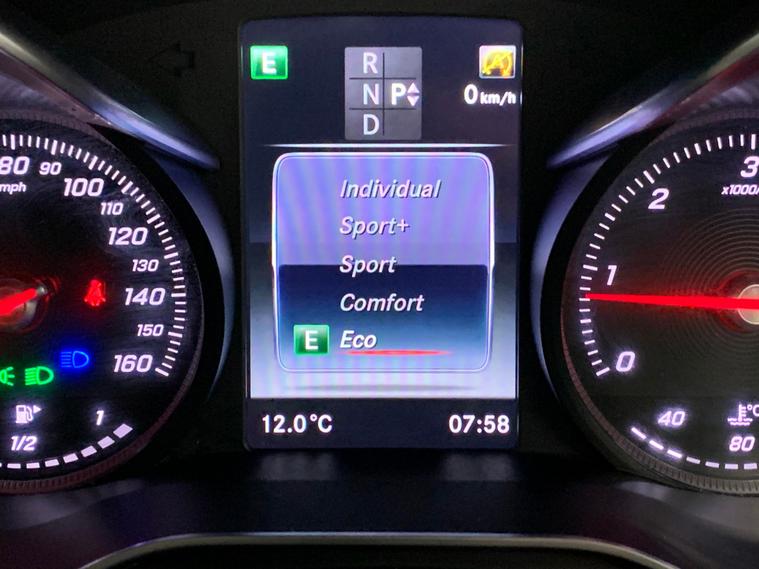 E
R
N P
D
A
0 km/h
Individual
Sport+
Sport
Comfort
E Eco
12.0°C
07:58
80
mph
90
100
110
120
130
140
150
160
1/2
1
0
1
2
3
x1000/
40
80
°C